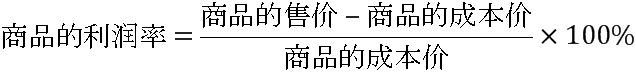 商品的利润率 = (商品的售价 − 商品的成本价) / 商品的成本价 × 100%